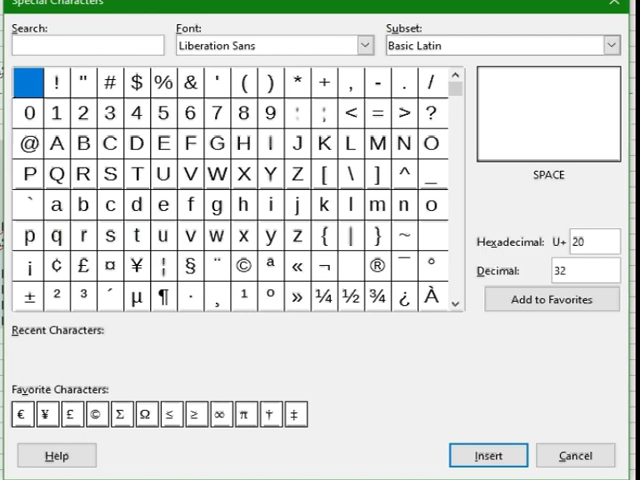 Special Characters
Search: Font: Subset:
Liberation Sans Basic Latin
! " # $ % & ' ( ) * + , - . /
0 1 2 3 4 5 6 7 8 9 : ; < = > ?
@ A B C D E F G H I J K L M N O
P Q R S T U V W X Y Z [ \ ] ^ _
` a b c d e f g h i j k l m n o
p q r s t u v w x y z { | } ~
¡ ¢ £ ¤ ¥ ¦ § ¨ © ª « ¬ ® ¯ °
± ² ³ ´ µ ¶ · ¸ ¹ º » ¼ ½ ¾ ¿ À
SPACE
Hexadecimal: U+ 20
Decimal: 32
Add to Favorites
Recent Characters:
Favorite Characters:
€ ¥ £ © Σ Ω ≤ ≥ ∞ π † ‡
Help Insert Cancel